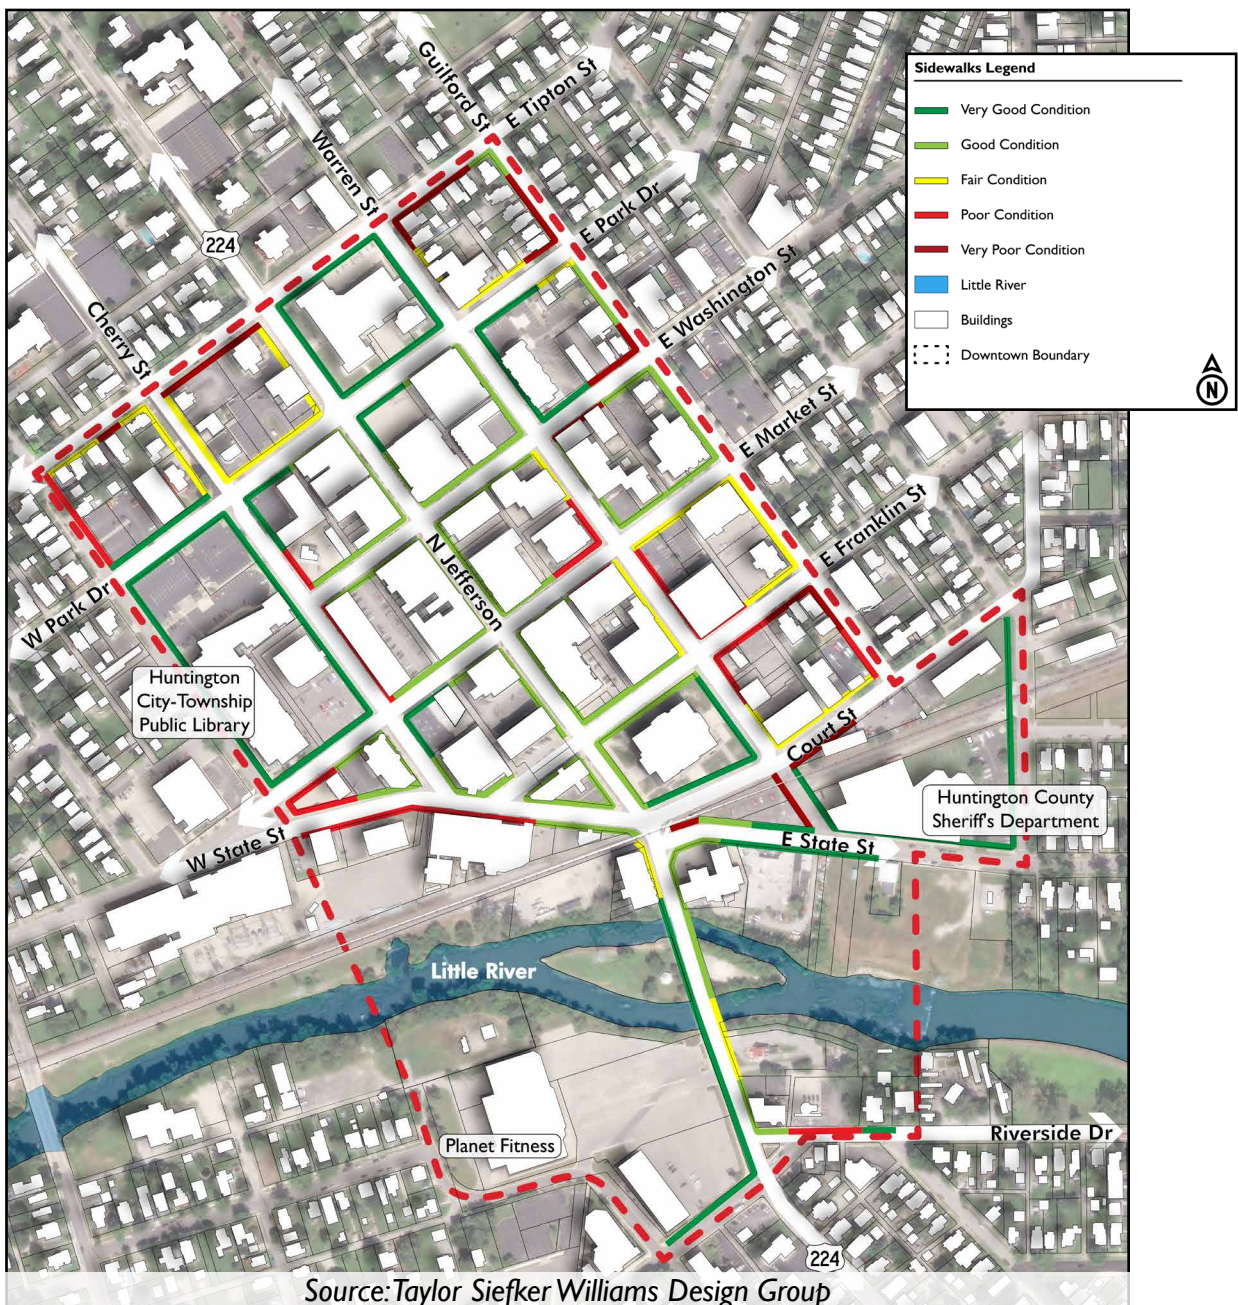 Sidewalks Legend
Very Good Condition
Good Condition
Fair Condition
Poor Condition
Very Poor Condition
Little River
Buildings
Downtown Boundary
N
Guilford St
E Tipton St
Warren St
E Park Dr
224
E Washington St
Cherry St
E Market St
E Franklin St
N Jefferson
W Park Dr
Huntington
City-Township
Public Library
Court St
Huntington County
Sheriff's Department
W State St
E State St
Little River
Riverside Dr
Planet Fitness
224
Source: Taylor Siefker Williams Design Group